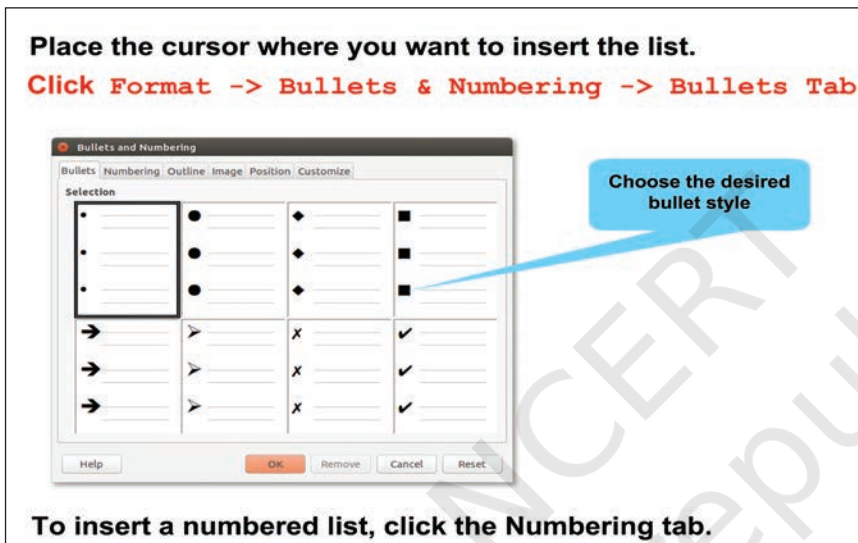 Place the cursor where you want to insert the list.
Click Format -> Bullets & Numbering -> Bullets Tab
Bullets and Numbering
Bullets Numbering Outline Image Position Customize
Selection
Choose the desired
bullet style
Help OK Remove Cancel Reset
NCERT
repu
To insert a numbered list, click the Numbering tab.